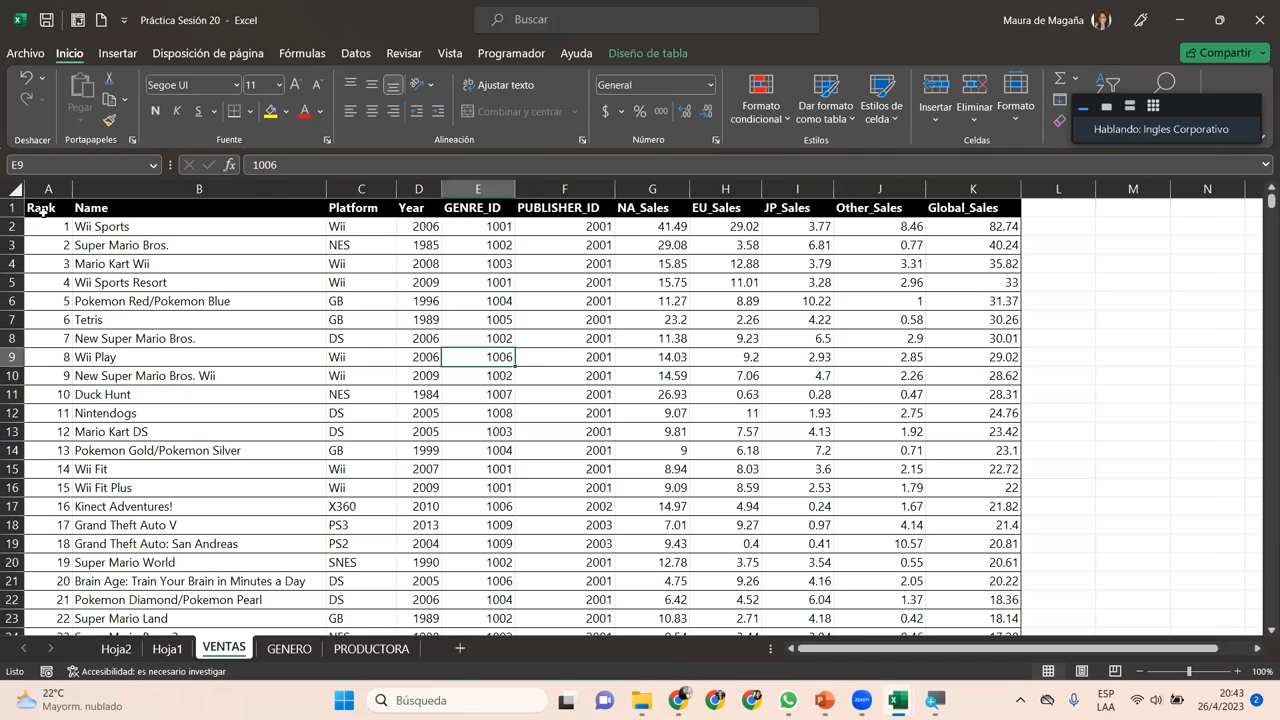 Práctica Sesión 20 - Excel
Buscar
Maura de Magaña
Archivo Inicio Insertar Disposición de página Fórmulas Datos Revisar Vista Programador Ayuda Diseño de tabla
Compartir
Segoe UI 11 A A
Ajustar texto
General
Pegar
N K S
Combinar y centrar
$ % 000
Formato condicional
Dar formato como tabla
Estilos de celda
Insertar Eliminar Formato
Hablando: Ingles Corporativo
Deshacer Portapapeles Fuente Alineación Número Estilos Celdas
E9 fx 1006
A B C D E F G H I J K L M N
1 Rank Name Platform Year GENRE_ID PUBLISHER_ID NA_Sales EU_Sales JP_Sales Other_Sales Global_Sales
2 1 Wii Sports Wii 2006 1001 2001 41.49 29.02 3.77 8.46 82.74
3 2 Super Mario Bros. NES 1985 1002 2001 29.08 3.58 6.81 0.77 40.24
4 3 Mario Kart Wii Wii 2008 1003 2001 15.85 12.88 3.79 3.31 35.82
5 4 Wii Sports Resort Wii 2009 1001 2001 15.75 11.01 3.28 2.96 33
6 5 Pokemon Red/Pokemon Blue GB 1996 1004 2001 11.27 8.89 10.22 1 31.37
7 6 Tetris GB 1989 1005 2001 23.2 2.26 4.22 0.58 30.26
8 7 New Super Mario Bros. DS 2006 1002 2001 11.38 9.23 6.5 2.9 30.01
9 8 Wii Play Wii 2006 1006 2001 14.03 9.2 2.93 2.85 29.02
10 9 New Super Mario Bros. Wii Wii 2009 1002 2001 14.59 7.06 4.7 2.26 28.62
11 10 Duck Hunt NES 1984 1007 2001 26.93 0.63 0.28 0.47 28.31
12 11 Nintendogs DS 2005 1008 2001 9.07 11 1.93 2.75 24.76
13 12 Mario Kart DS DS 2005 1003 2001 9.81 7.57 4.13 1.92 23.42
14 13 Pokemon Gold/Pokemon Silver GB 1999 1004 2001 9 6.18 7.2 0.71 23.1
15 14 Wii Fit Wii 2007 1001 2001 8.94 8.03 3.6 2.15 22.72
16 15 Wii Fit Plus Wii 2009 1001 2001 9.09 8.59 2.53 1.79 22
17 16 Kinect Adventures! X360 2010 1006 2002 14.97 4.94 0.24 1.67 21.82
18 17 Grand Theft Auto V PS3 2013 1009 2003 7.01 9.27 0.97 4.14 21.4
19 18 Grand Theft Auto: San Andreas PS2 2004 1009 2003 9.43 0.4 0.41 10.57 20.81
20 19 Super Mario World SNES 1990 1002 2001 12.78 3.75 3.54 0.55 20.61
21 20 Brain Age: Train Your Brain in Minutes a Day DS 2005 1006 2001 4.75 9.26 4.16 2.05 20.22
22 21 Pokemon Diamond/Pokemon Pearl DS 2006 1004 2001 6.42 4.52 6.04 1.37 18.36
23 22 Super Mario Land GB 1989 1002 2001 10.83 2.71 4.18 0.42 18.14
Hoja2 Hoja1 VENTAS GENERO PRODUCTORA
Listo Accesibilidad: es necesario investigar 100%
22°C
Mayorm. nublado
Búsqueda
ESP
LAA
20:43
26/4/2023
2